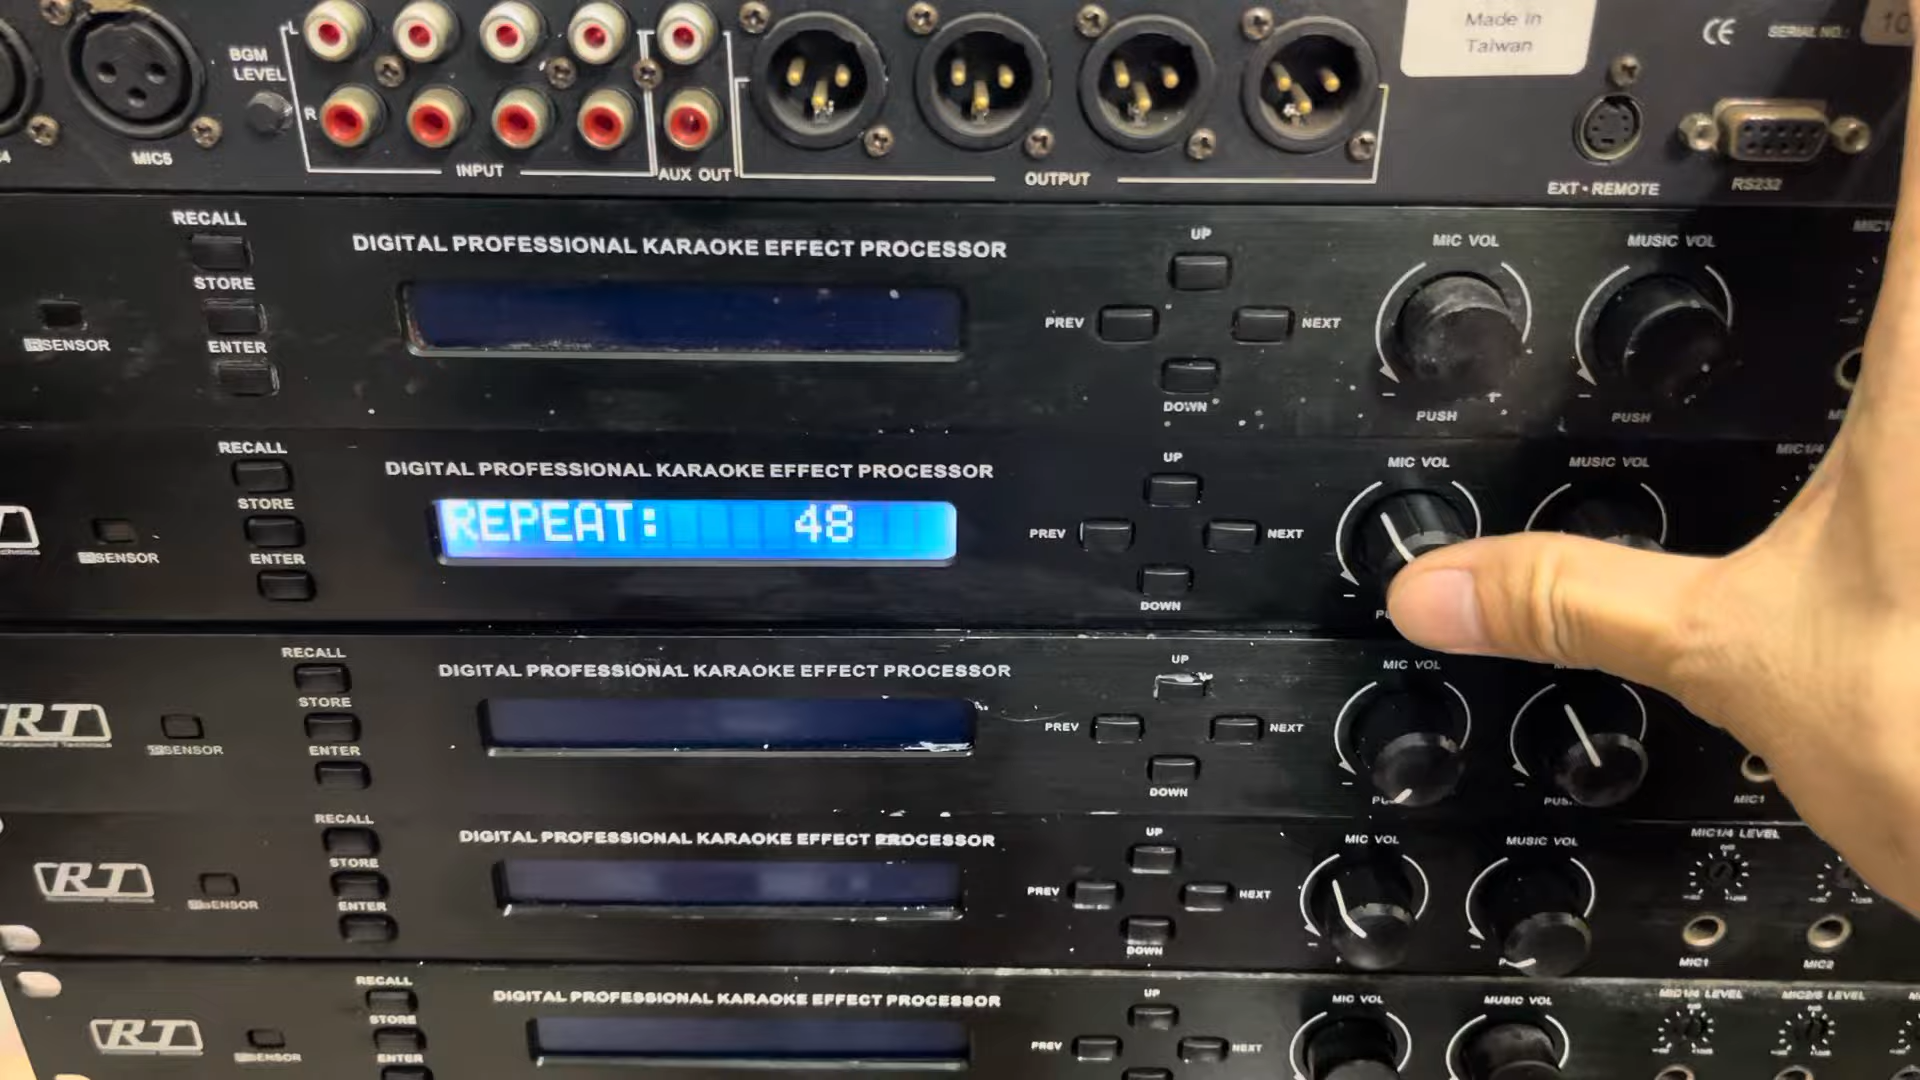 Made In
Taiwan
CE SERIAL NO.: 10
BGM
LEVEL
L
R
MIC5
INPUT
AUX OUT
OUTPUT
EXT • REMOTE
RS232
RECALL
STORE
ENTER
SENSOR
DIGITAL PROFESSIONAL KARAOKE EFFECT PROCESSOR
UP
PREV
NEXT
DOWN
MIC VOL
MUSIC VOL
PUSH
PUSH
RECALL
STORE
ENTER
SENSOR
DIGITAL PROFESSIONAL KARAOKE EFFECT PROCESSOR
REPEAT: 48
UP
PREV
NEXT
DOWN
MIC VOL
MUSIC VOL
MIC1/4
RT
RECALL
STORE
ENTER
SENSOR
DIGITAL PROFESSIONAL KARAOKE EFFECT PROCESSOR
UP
PREV
NEXT
DOWN
MIC VOL
MIC1
RT
RECALL
STORE
ENTER
SENSOR
DIGITAL PROFESSIONAL KARAOKE EFFECT PROCESSOR
UP
PREV
NEXT
DOWN
MIC VOL
MUSIC VOL
MIC1/4 LEVEL
MIC1
MIC2
RT
RECALL
STORE
ENTER
SENSOR
DIGITAL PROFESSIONAL KARAOKE EFFECT PROCESSOR
UP
PREV
NEXT
MIC VOL
MUSIC VOL
MIC1/4 LEVEL
MIC2/5 LEVEL